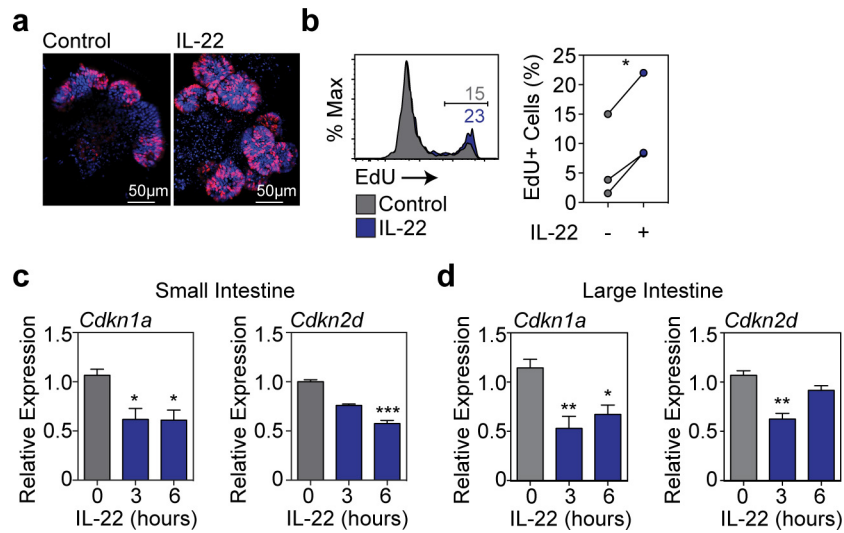 a
Control
IL-22
50µm
50µm
b
% Max
15
23
EdU
Control
IL-22
EdU+ Cells (%)
25
20
15
10
5
0
*
IL-22 - +
c
Small Intestine
Cdkn1a
Relative Expression
1.5
1.0
0.5
0
* *
0 3 6
IL-22 (hours)
Cdkn2d
Relative Expression
1.5
1.0
0.5
0
***
0 3 6
IL-22 (hours)
d
Large Intestine
Cdkn1a
Relative Expression
1.5
1.0
0.5
0
** *
0 3 6
IL-22 (hours)
Cdkn2d
Relative Expression
1.5
1.0
0.5
0
**
0 3 6
IL-22 (hours)